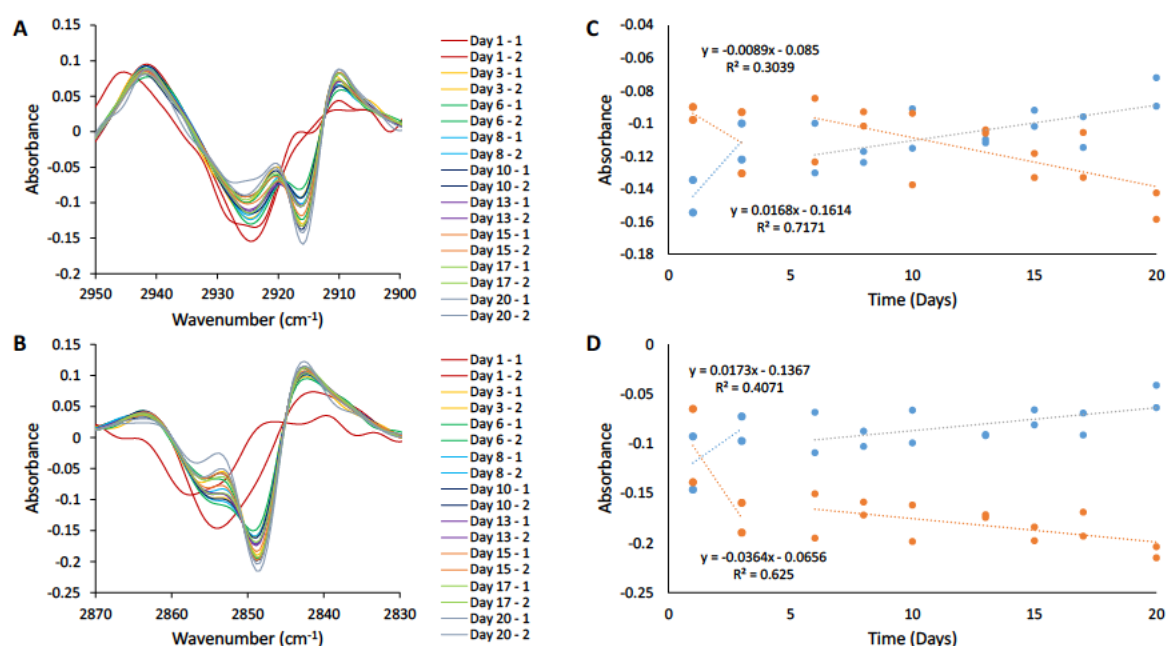 A
0.15
0.1
0.05
0
-0.05
-0.1
-0.15
-0.2
Absorbance
2950 2940 2930 2920 2910 2900
Wavenumber (cm⁻¹)
Day 1 - 1
Day 1 - 2
Day 3 - 1
Day 3 - 2
Day 6 - 1
Day 6 - 2
Day 8 - 1
Day 8 - 2
Day 10 - 1
Day 10 - 2
Day 13 - 1
Day 13 - 2
Day 15 - 1
Day 15 - 2
Day 17 - 1
Day 17 - 2
Day 20 - 1
Day 20 - 2
C
-0.04
-0.06
-0.08
-0.1
-0.12
-0.14
-0.16
-0.18
Absorbance
y = -0.0089x - 0.085
R² = 0.3039
y = 0.0168x - 0.1614
R² = 0.7171
0 5 10 15 20
Time (Days)
B
0.15
0.1
0.05
0
-0.05
-0.1
-0.15
-0.2
-0.25
Absorbance
2870 2860 2850 2840 2830
Wavenumber (cm⁻¹)
Day 1 - 1
Day 1 - 2
Day 3 - 1
Day 3 - 2
Day 6 - 1
Day 6 - 2
Day 8 - 1
Day 8 - 2
Day 10 - 1
Day 10 - 2
Day 13 - 1
Day 13 - 2
Day 15 - 1
Day 15 - 2
Day 17 - 1
Day 17 - 2
Day 20 - 1
Day 20 - 2
D
0
-0.05
-0.1
-0.15
-0.2
-0.25
Absorbance
y = 0.0173x - 0.1367
R² = 0.4071
y = -0.0364x - 0.0656
R² = 0.625
0 5 10 15 20
Time (Days)